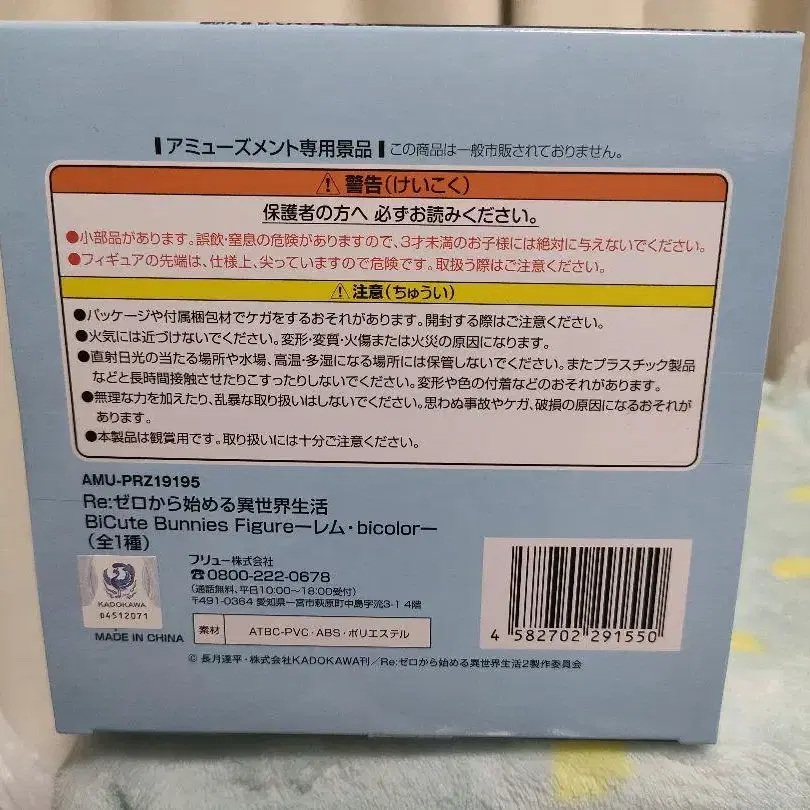 アミューズメント専用景品 この商品は一般市販されておりません。
⚠警告(けいこく)
保護者の方へ 必ずお読みください。
●小部品があります。誤飲・窒息の危険がありますので、3才未満のお子様には絶対に与えないでください。
●フィギュアの先端は、仕様上、尖っていますので危険です。取扱う際はご注意ください。
⚠注意(ちゅうい)
●パッケージや付属梱包材でケガをするおそれがあります。開封する際はご注意ください。
●火気には近づけないでください。変形・変質・火傷または火災の原因になります。
●直射日光の当たる場所や水場、高温・多湿になる場所には保管しないでください。またプラスチック製品
などと長時間接触させたりこすったりしないでください。変形や色の付着などのおそれがあります。
●無理な力を加えたり、乱暴な取り扱いはしないでください。思わぬ事故やケガ、破損の原因になるおそれが
あります。
●本製品は観賞用です。取り扱いには十分ご注意ください。
AMU-PRZ19195
Re:ゼロから始める異世界生活
BiCute Bunnies Figureーレム・bicolorー
(全1種)
KADOKAWA
04512071
MADE IN CHINA
フリュー株式会社
☎0800-222-0678
(通話無料、平日10:00〜18:00受付)
〒491-0364 愛知県一宮市萩原町中島字流3-1 4階
素材 ATBC-PVC・ABS・ポリエステル
4 582702 291550
© 長月達平・株式会社KADOKAWA刊/Re:ゼロから始める異世界生活2製作委員会